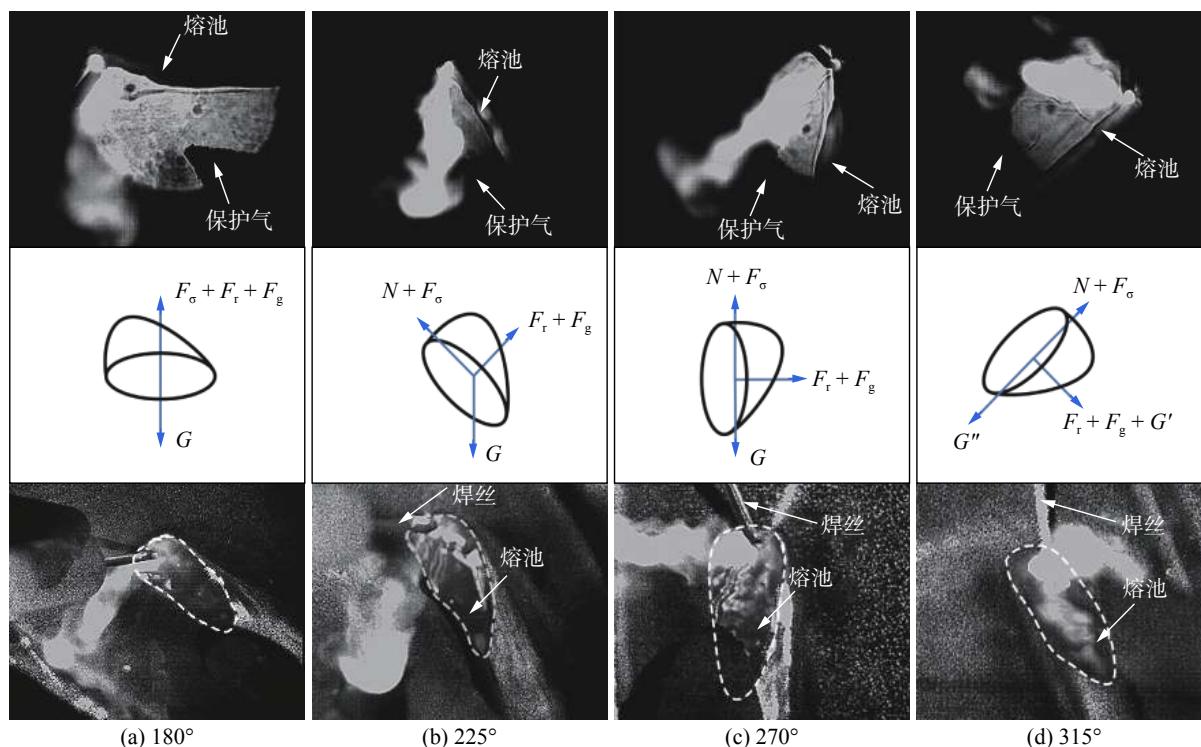 熔池
保护气
熔池
保护气
熔池
保护气
熔池
保护气
Fσ + Fr + Fg
G
N + Fσ
Fr + Fg
G
N + Fσ
Fr + Fg
G
N + Fσ
Fr + Fg + G′
G″
焊丝
熔池
焊丝
熔池
焊丝
熔池
(a) 180°
(b) 225°
(c) 270°
(d) 315°